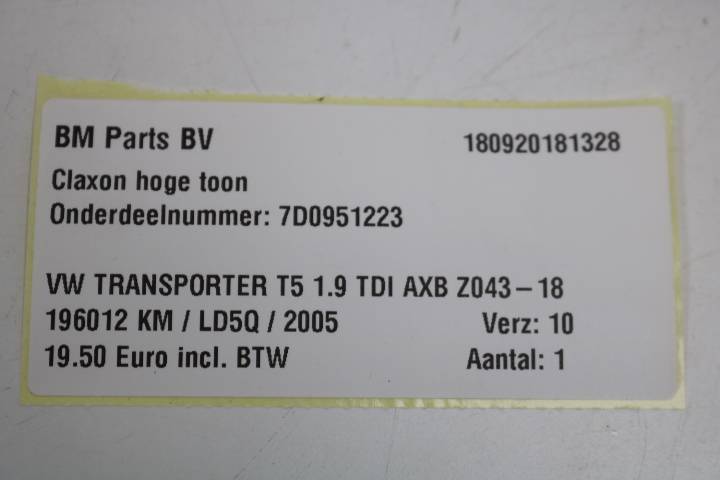 BM Parts BV 180920181328
Claxon hoge toon
Onderdeelnummer: 7D0951223
VW TRANSPORTER T5 1.9 TDI AXB Z043-18
196012 KM / LD5Q / 2005 Verz: 10
19.50 Euro incl. BTW Aantal: 1